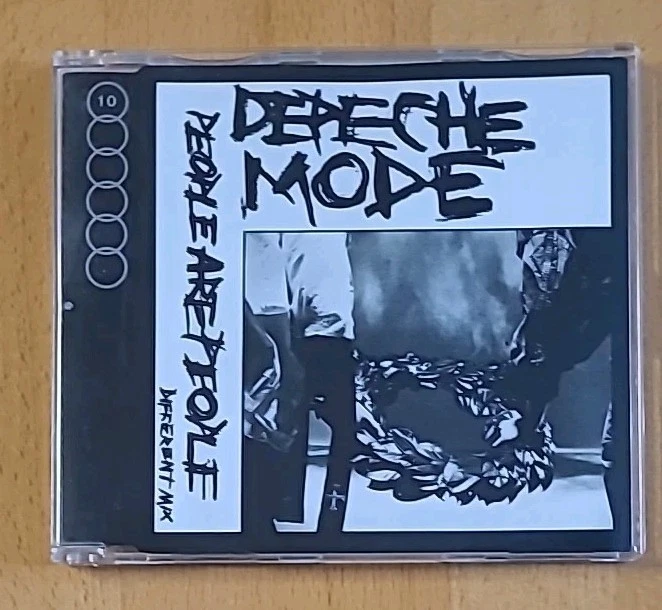 10
DEPECHE
MODE
PEOPLE ARE PEOPLE
DIFFERENT MIX